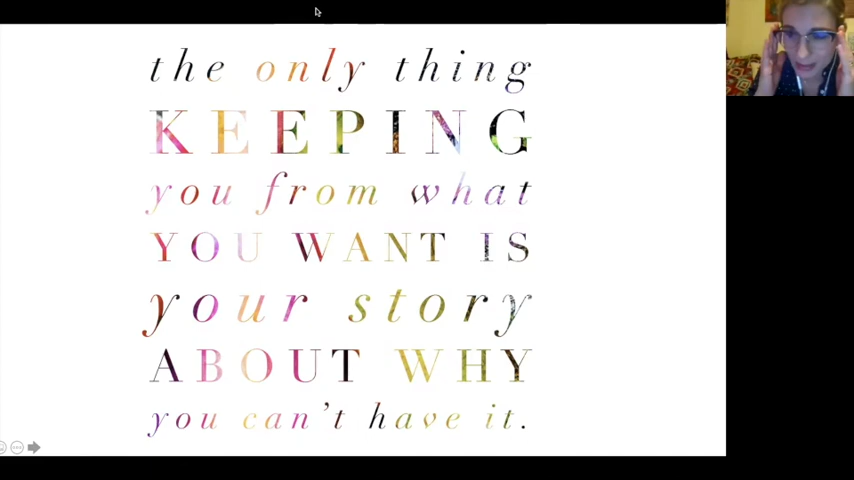 the only thing
KEEPING
you from what
YOU WANT IS
your story
ABOUT WHY
you can't have it.